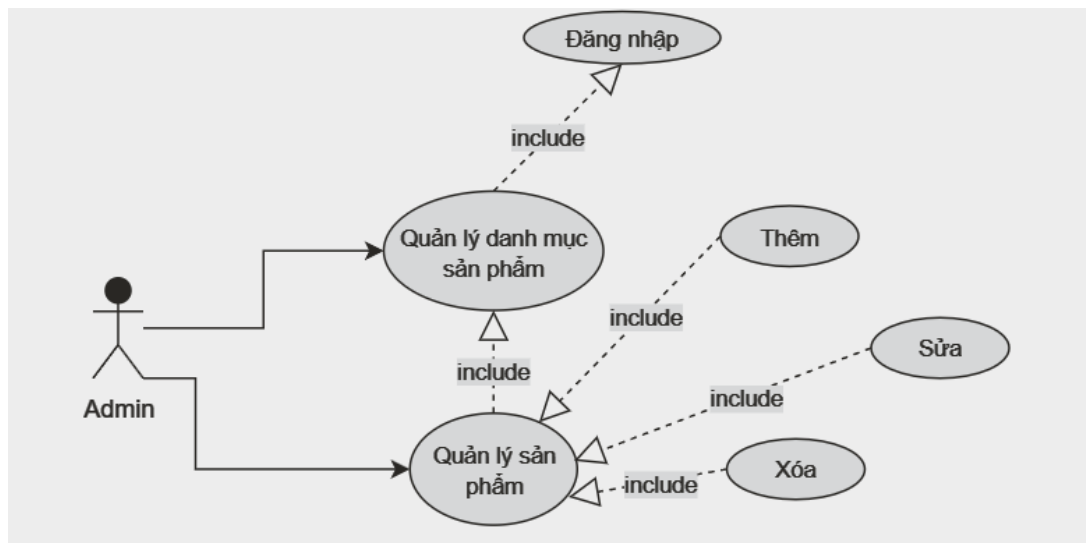 Đăng nhập
include
Quản lý danh mục
sản phẩm
Thêm
include
Sửa
include
include
Admin
Quản lý sản
phẩm
Xóa
include
include